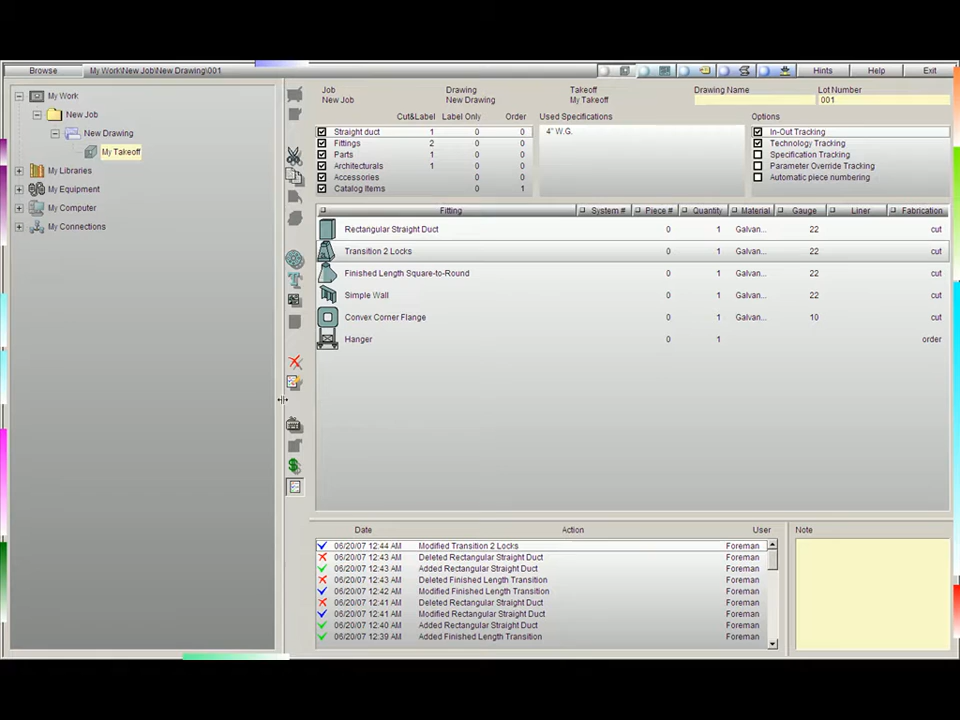 Browse My Work\New Job\New Drawing\001 Hints Help Exit
My Work
New Job
New Drawing
My Takeoff
My Libraries
My Equipment
My Computer
My Connections
Job Drawing Takeoff Drawing Name Lot Number
New Job New Drawing My Takeoff 001
Cut&Label Label Only Order Used Specifications Options
Straight duct 1 0 0 4" W.G. In-Out Tracking
Fittings 2 0 0 Technology Tracking
Parts 1 0 0 Specification Tracking
Architecturals 1 0 0 Parameter Override Tracking
Accessories 0 0 Automatic piece numbering
Catalog Items 0 1
Fitting System # Piece # Quantity Material Gauge Liner Fabrication
Rectangular Straight Duct 0 1 Galvan... 22 cut
Transition 2 Locks 0 1 Galvan... 22 cut
Finished Length Square-to-Round 0 1 Galvan... 22 cut
Simple Wall 0 1 Galvan... 22 cut
Convex Corner Flange 0 1 Galvan... 10 cut
Hanger 0 1 order
Date Action User Note
06/20/07 12:44 AM Modified Transition 2 Locks Foreman
06/20/07 12:43 AM Deleted Rectangular Straight Duct Foreman
06/20/07 12:43 AM Added Rectangular Straight Duct Foreman
06/20/07 12:43 AM Deleted Finished Length Transition Foreman
06/20/07 12:42 AM Modified Finished Length Transition Foreman
06/20/07 12:41 AM Deleted Rectangular Straight Duct Foreman
06/20/07 12:41 AM Modified Rectangular Straight Duct Foreman
06/20/07 12:40 AM Added Rectangular Straight Duct Foreman
06/20/07 12:39 AM Added Finished Length Transition Foreman